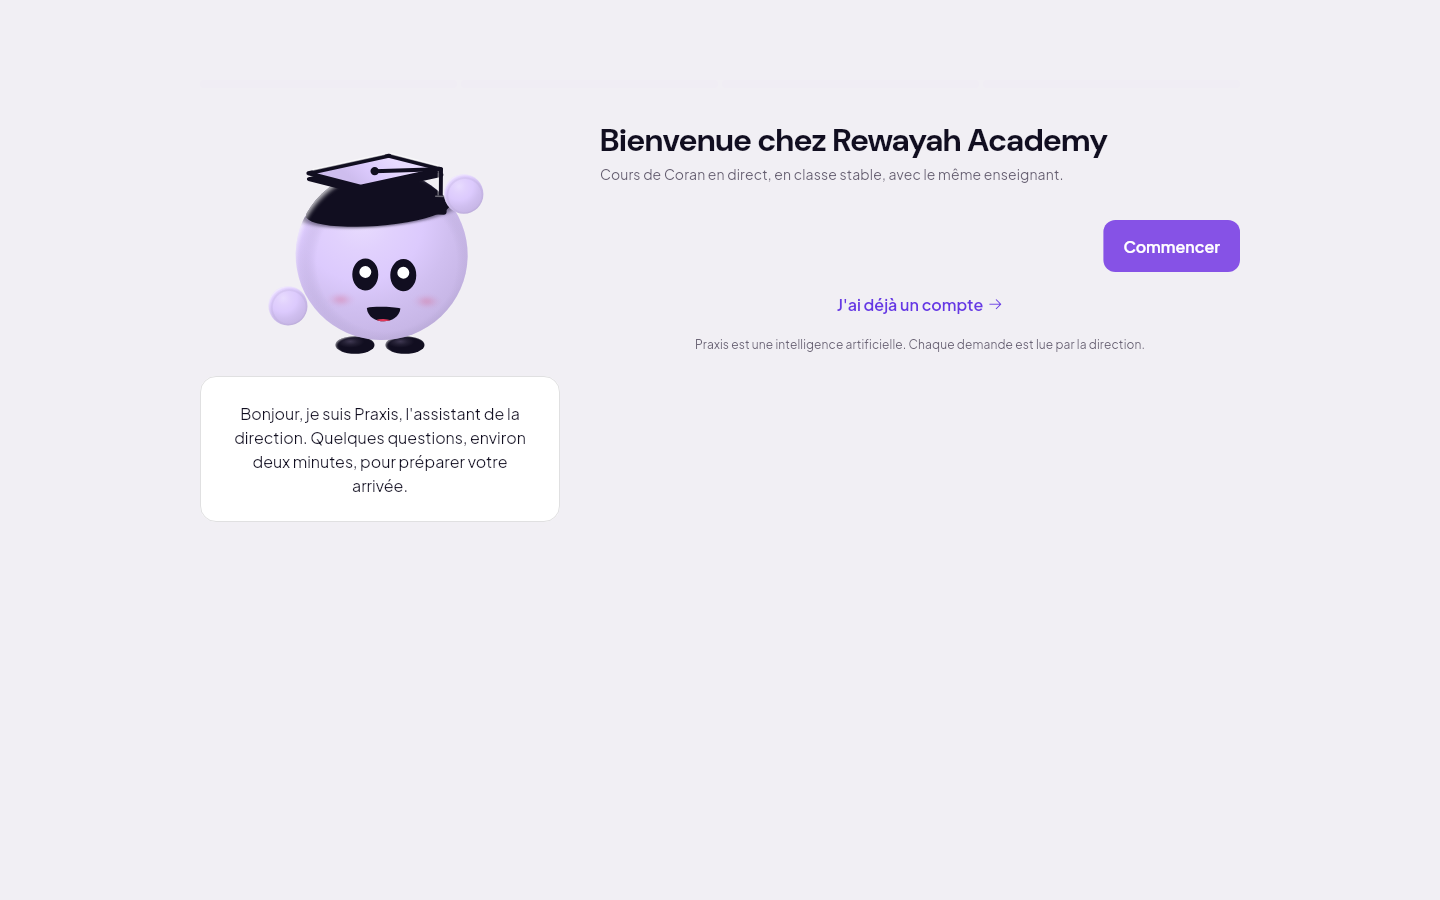 Bienvenue chez Rewayah Academy
Cours de Coran en direct, en classe stable, avec le même enseignant.
Commencer
J'ai déjà un compte →
Praxis est une intelligence artificielle. Chaque demande est lue par la direction.
Bonjour, je suis Praxis, l'assistant de la
direction. Quelques questions, environ
deux minutes, pour préparer votre
arrivée.